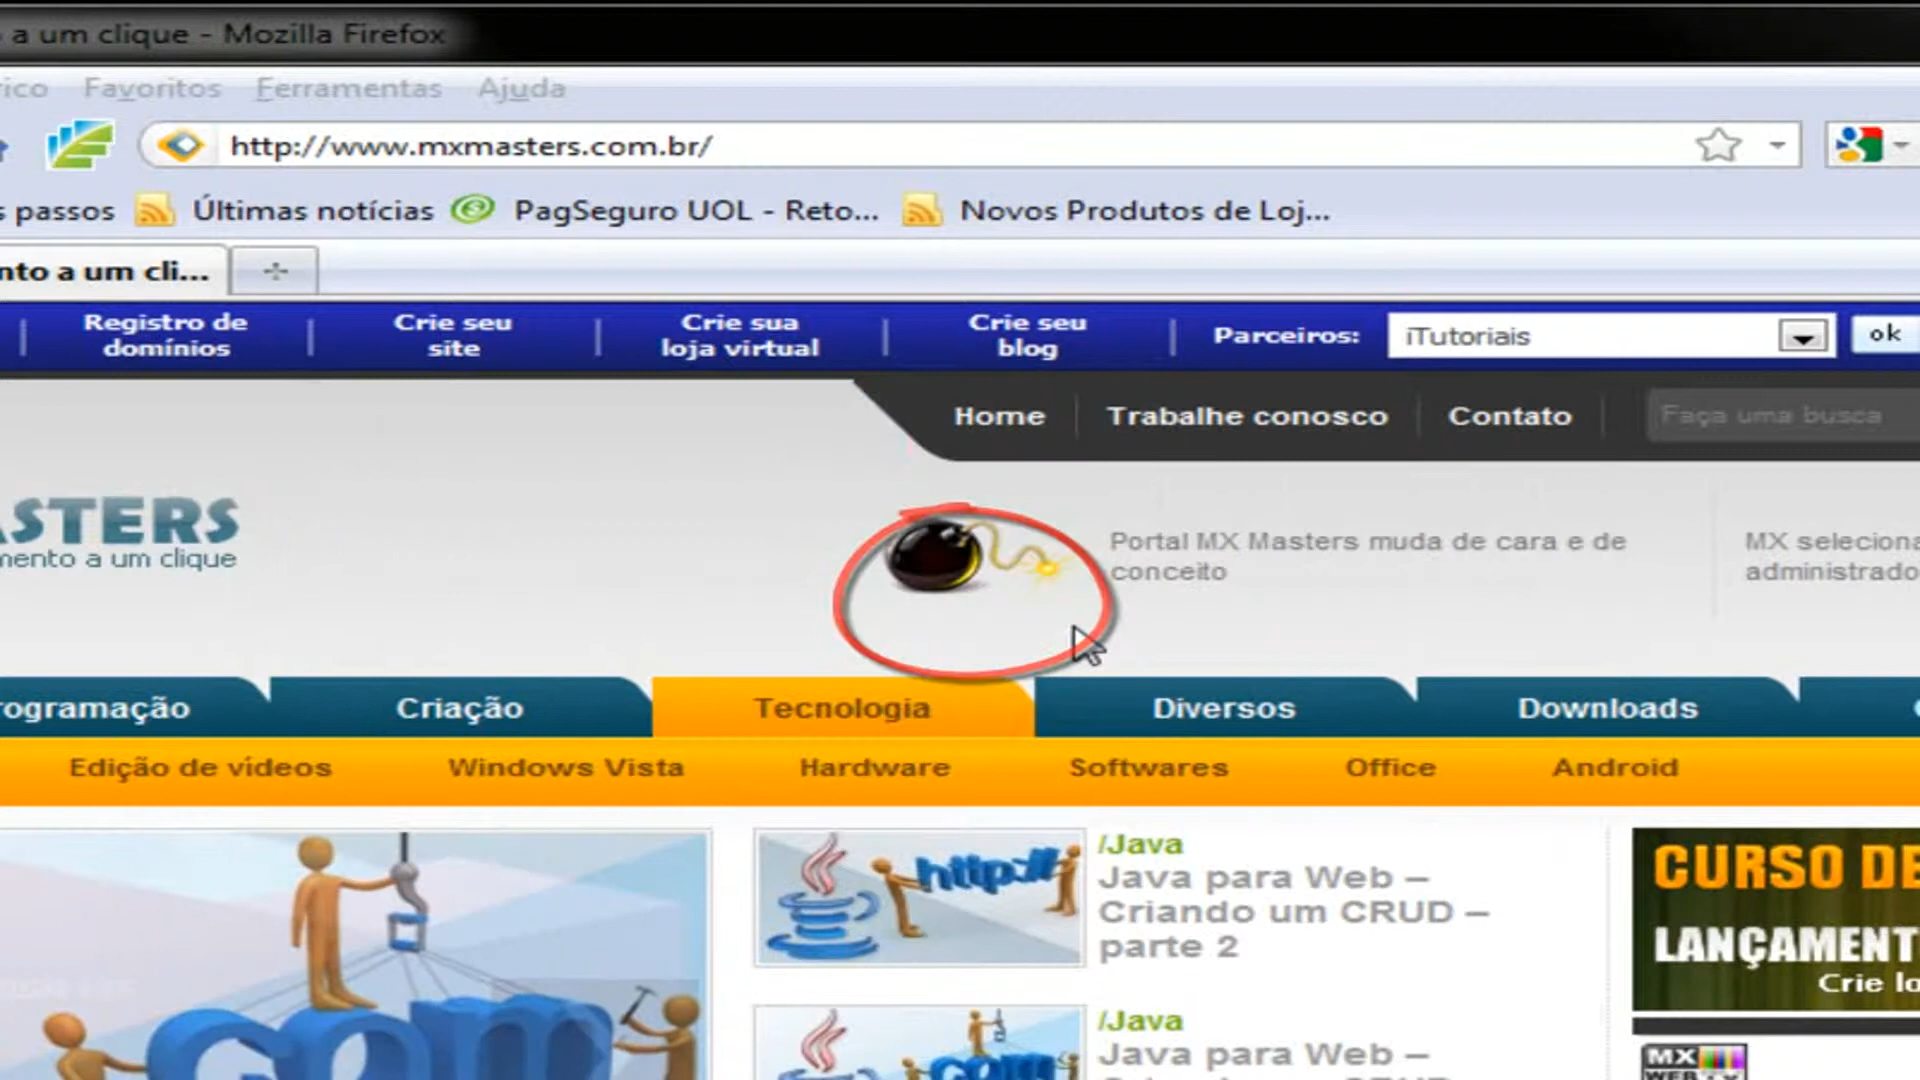 a um clique - Mozilla Firefox
rico Favoritos Ferramentas Ajuda
http://www.mxmasters.com.br/
s passos Últimas notícias PagSeguro UOL - Reto... Novos Produtos de Loj...
nto a um cli...
Registro de domínios
Crie seu site
Crie sua loja virtual
Crie seu blog
Parceiros: iTutoriais ok
Home Trabalhe conosco Contato Faça uma busca
ASTERS
mento a um clique
Portal MX Masters muda de cara e de
conceito
MX seleciona
administrado
rogramação Criação Tecnologia Diversos Downloads
Edição de vídeos Windows Vista Hardware Softwares Office Android
http://
/Java
Java para Web –
Criando um CRUD –
parte 2
CURSO DE
LANÇAMENT
Crie lo
com
/Java
Java para Web –
MX